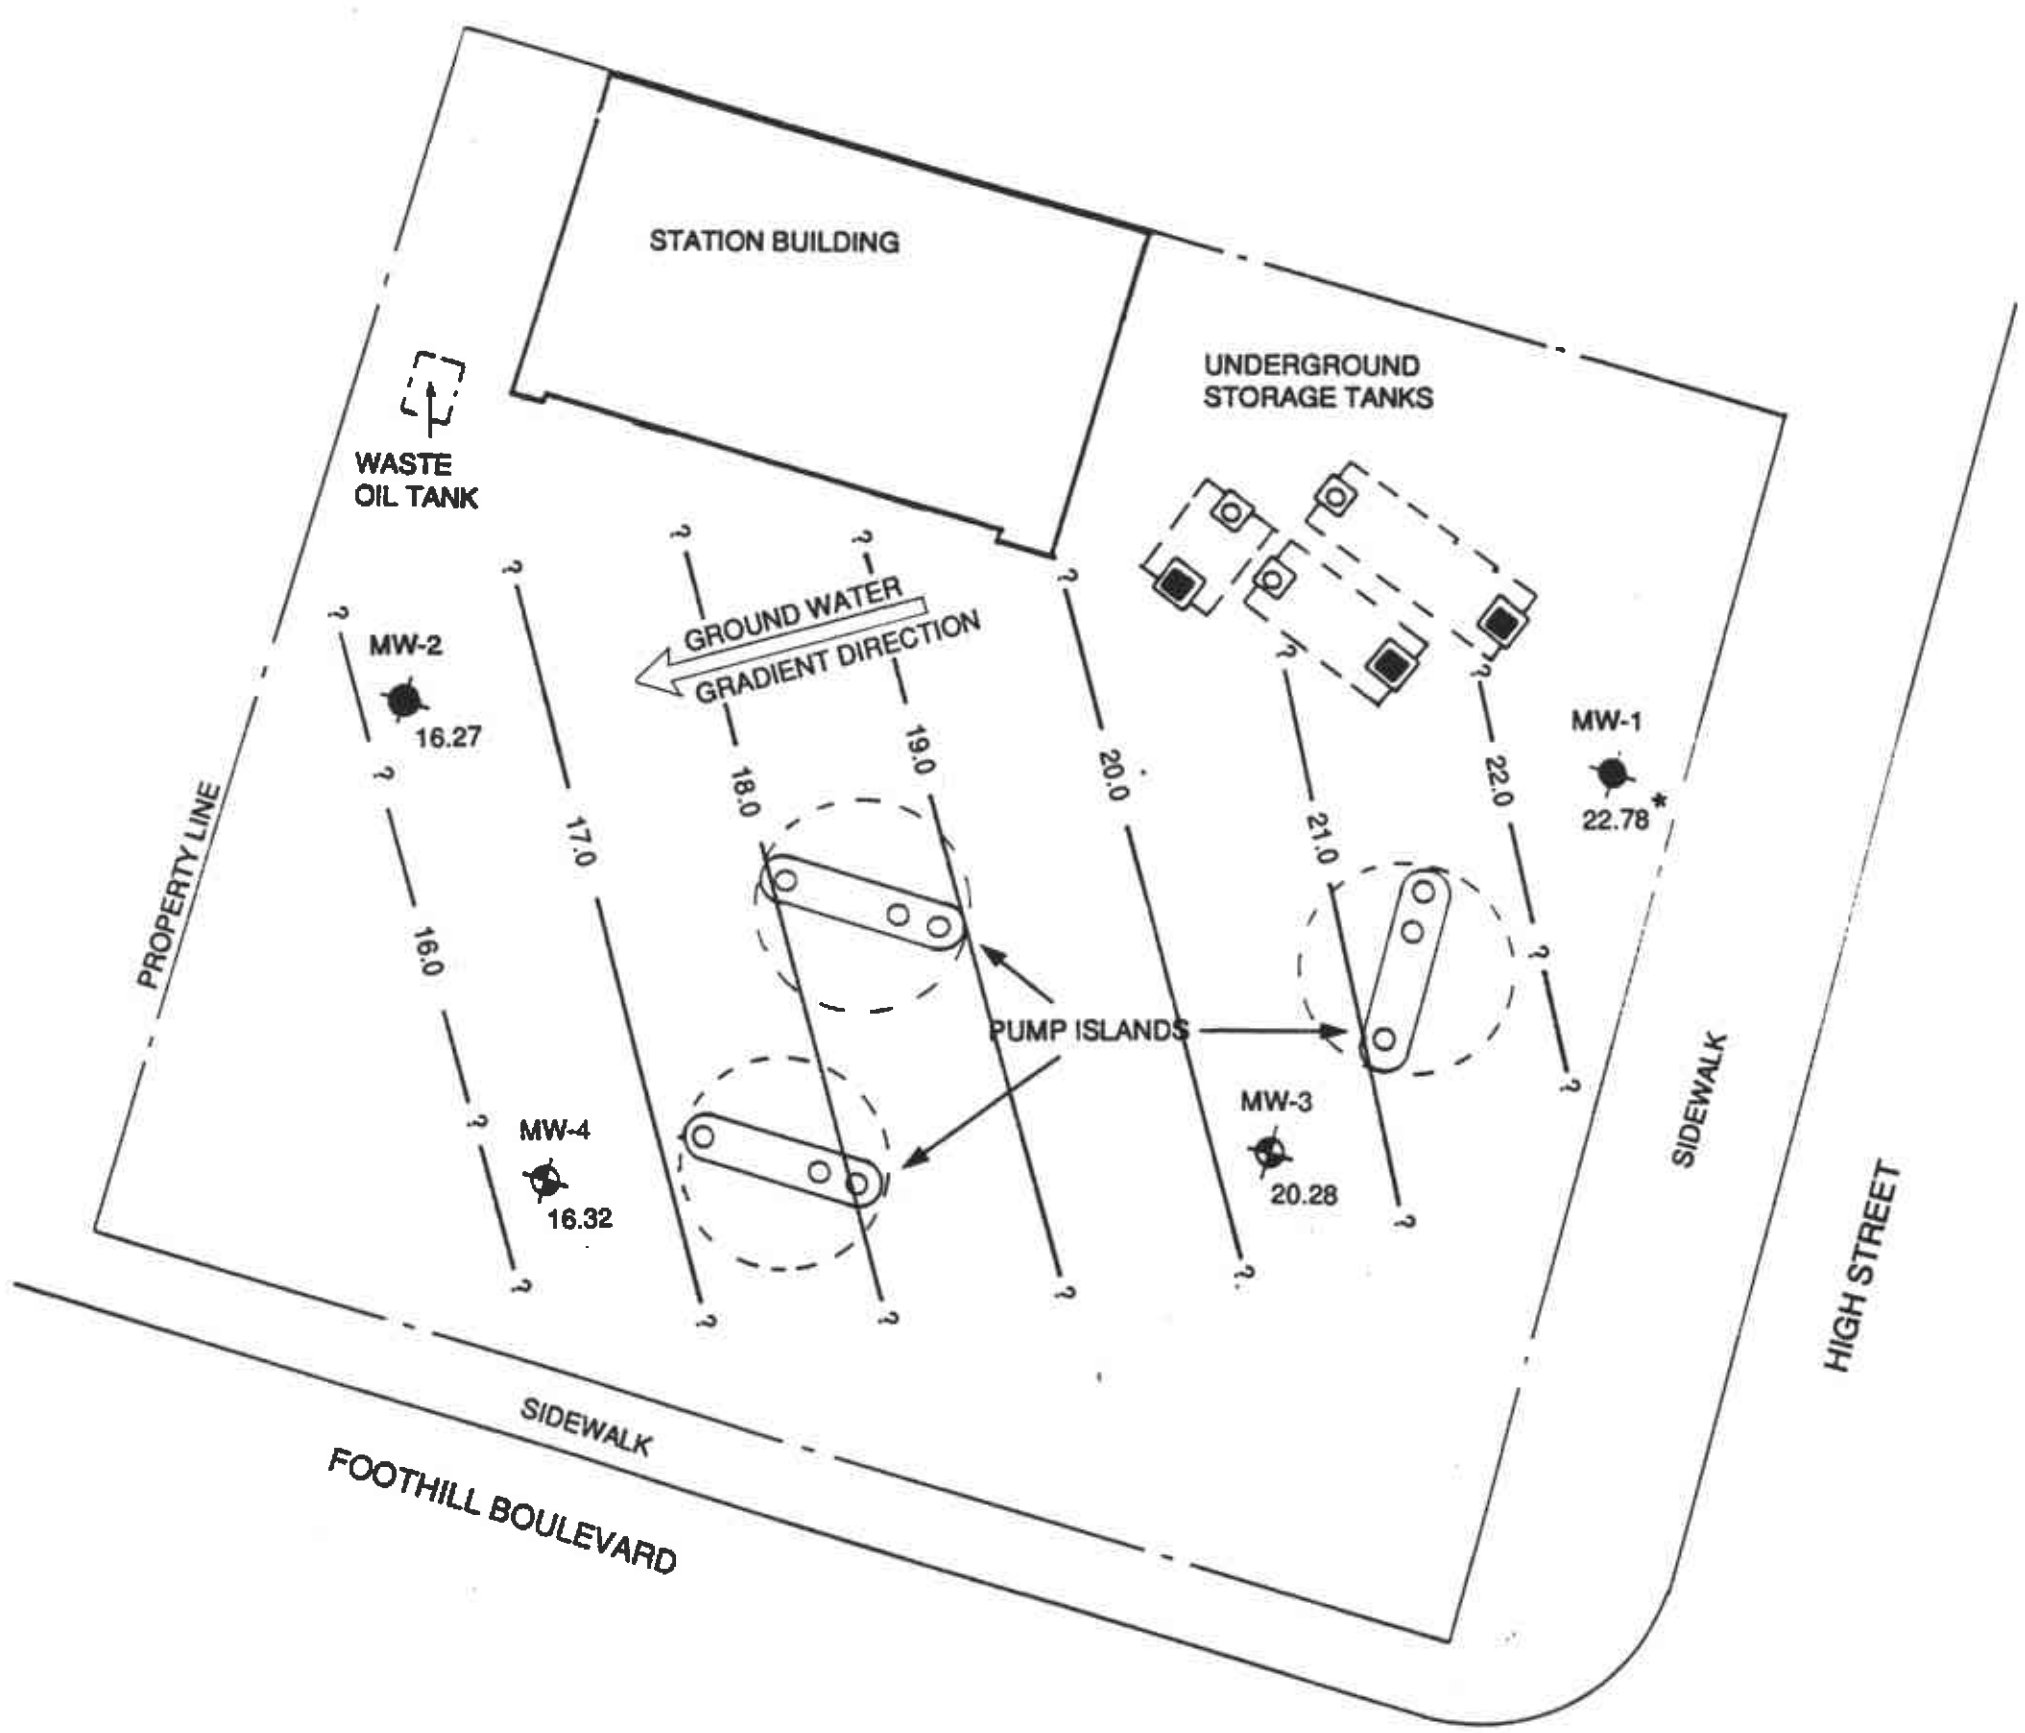 STATION BUILDING
UNDERGROUND
STORAGE TANKS
WASTE
OIL TANK
?
?
?
?
?
GROUND WATER
GRADIENT DIRECTION
MW-2
16.27
?
?
MW-1
22.78 *
?
19.0
20.0
22.0
18.0
17.0
21.0
PROPERTY LINE
16.0
?
PUMP ISLANDS
SIDEWALK
?
MW-3
20.28
?
MW-4
16.32
?
?
?
?
?
?
HIGH STREET
SIDEWALK
FOOTHILL BOULEVARD